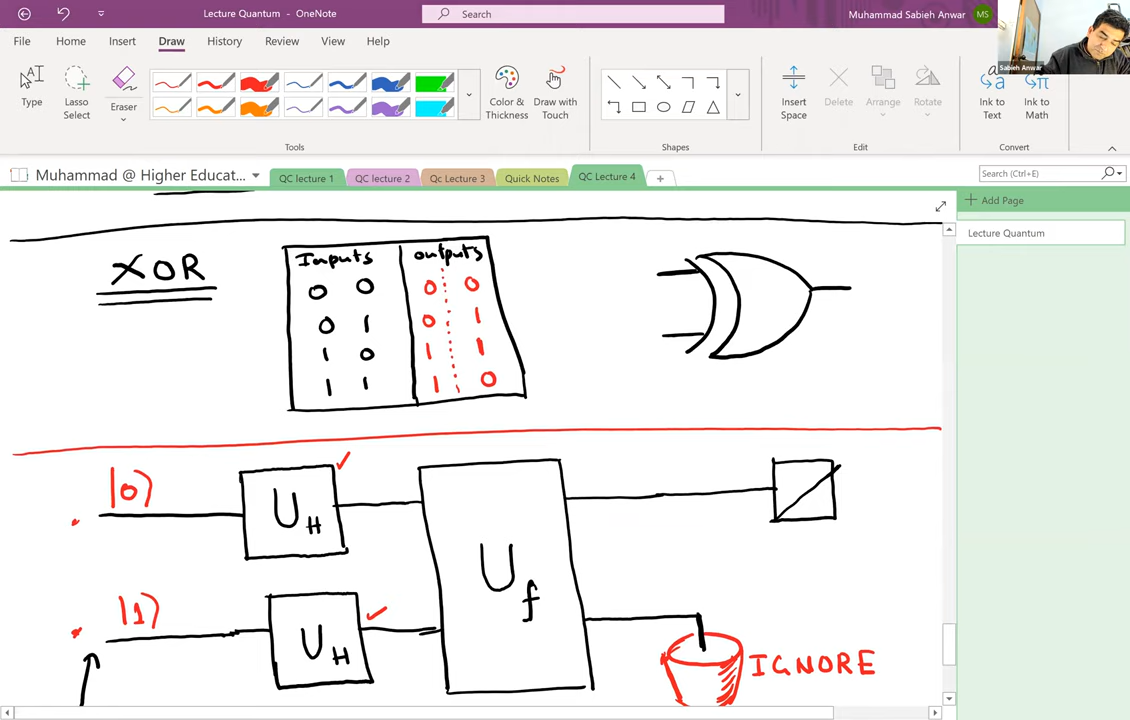 Lecture Quantum - OneNote
Search
Muhammad Sabieh Anwar
MS
File Home Insert Draw History Review View Help
Sabieh Anwar
Type
Lasso Select
Eraser
Color & Thickness
Draw with Touch
Insert Space
Delete
Arrange
Rotate
Ink to Text
Ink to Math
Tools
Shapes
Edit
Convert
Muhammad @ Higher Educat...
QC lecture 1
QC lecture 2
Qc Lecture 3
Quick Notes
QC Lecture 4
Search (Ctrl+E)
Add Page
Lecture Quantum
XOR
Inputs outputs
0 0 0 0
0 1 0 1
1 0 1 1
1 1 1 0
|0⟩
U_H
U_f
|1⟩
U_H
IGNORE